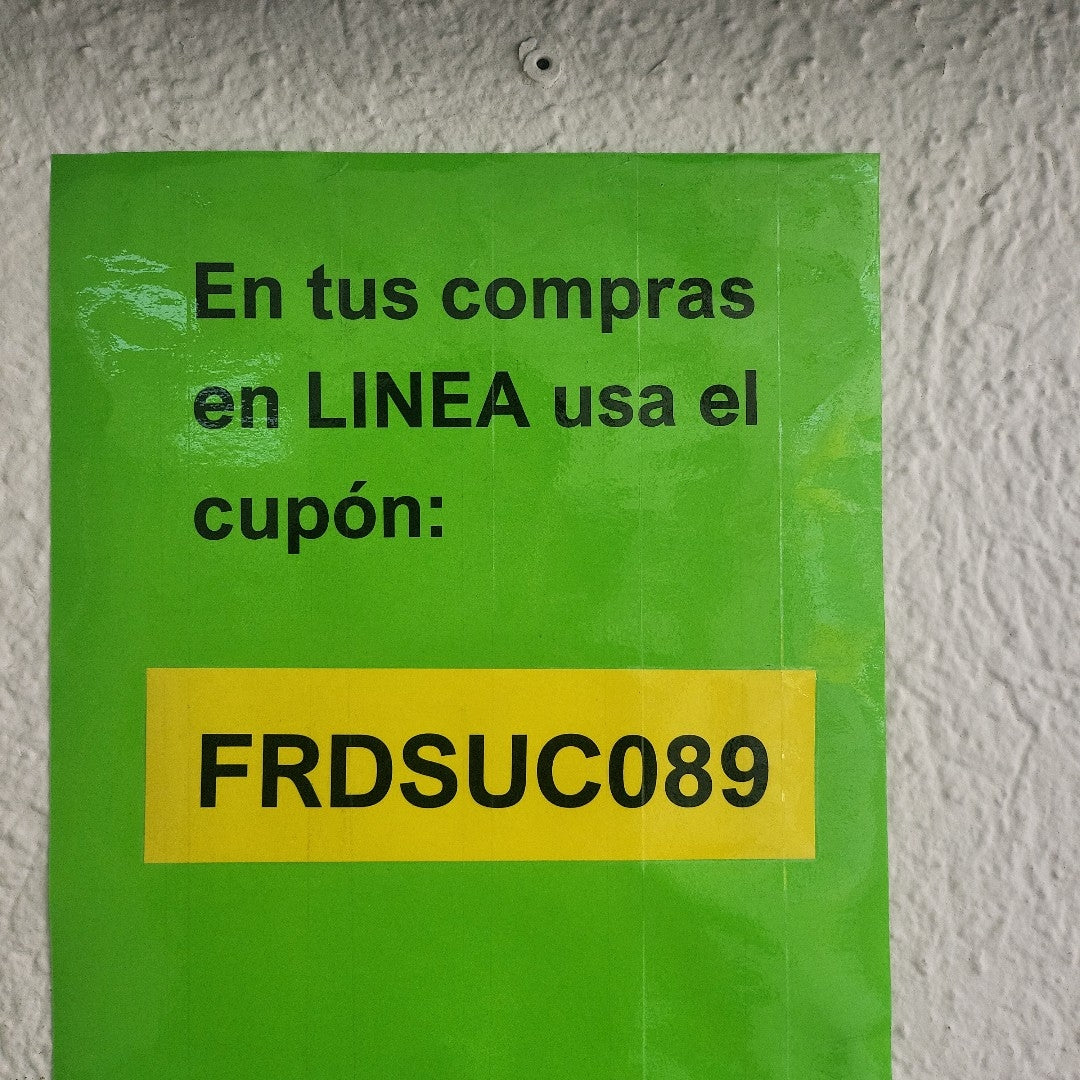 En tus compras
en LINEA usa el
cupón:
FRDSUC089